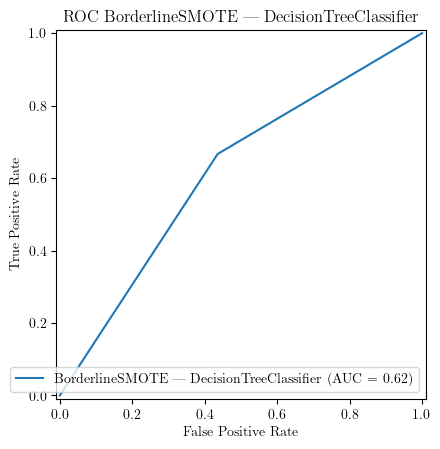 ROC BorderlineSMOTE — DecisionTreeClassifier
1.0
0.8
0.6
0.4
0.2
0.0
True Positive Rate
BorderlineSMOTE — DecisionTreeClassifier (AUC = 0.62)
0.0 0.2 0.4 0.6 0.8 1.0
False Positive Rate